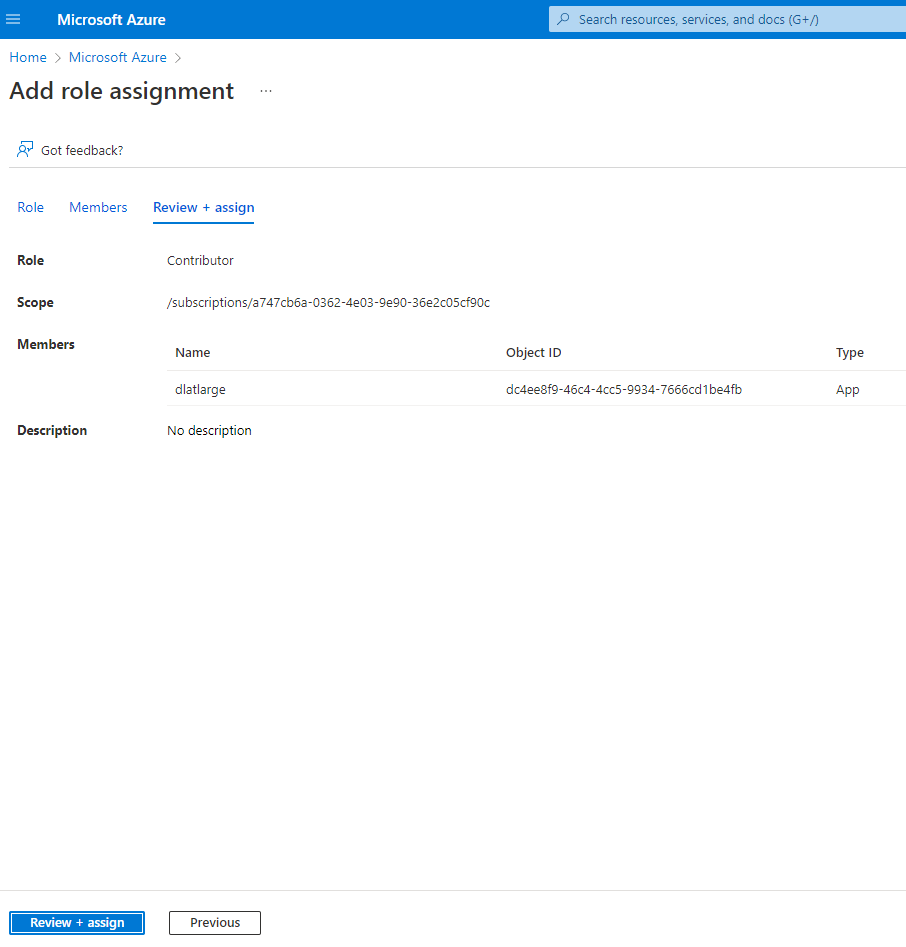 Microsoft Azure
Search resources, services, and docs (G+/)
Home > Microsoft Azure >
Add role assignment ...
Got feedback?
Role Members Review + assign
Role Contributor
Scope /subscriptions/a747cb6a-0362-4e03-9e90-36e2c05cf90c
Members
Name Object ID Type
dlatlarge dc4ee8f9-46c4-4cc5-9934-7666cd1be4fb App
Description No description
Review + assign Previous